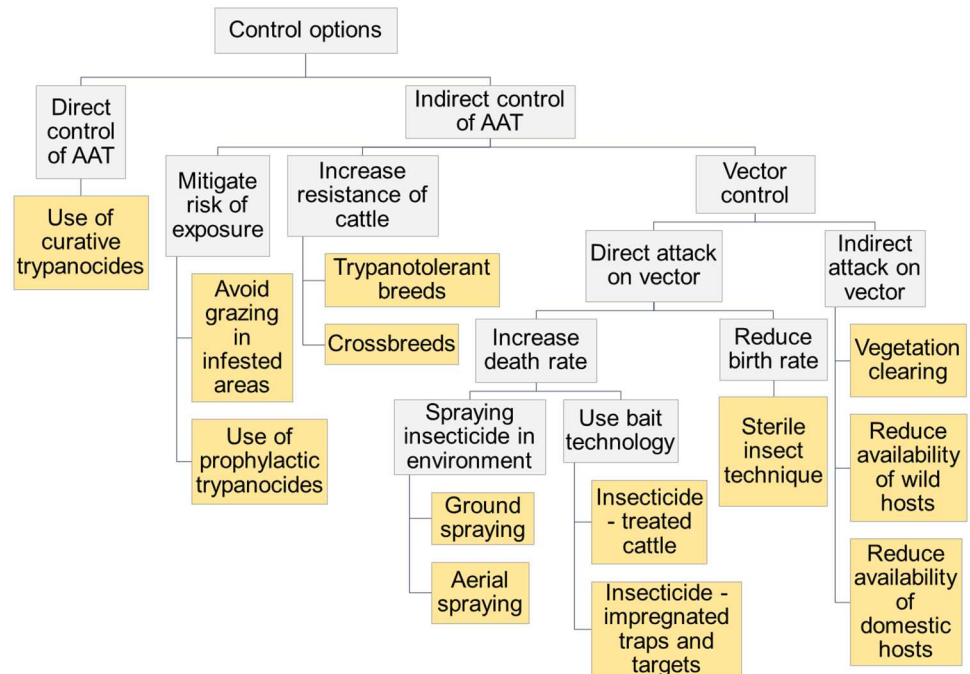 Control options
Direct
control
of AAT
Indirect control
of AAT
Use of
curative
trypanocides
Mitigate
risk of
exposure
Avoid
grazing
in
infested
areas
Use of
prophylactic
trypanocides
Increase
resistance of
cattle
Trypanotolerant
breeds
Crossbreeds
Vector
control
Direct attack
on vector
Increase
death rate
Spraying
insecticide in
environment
Ground
spraying
Aerial
spraying
Use bait
technology
Insecticide
- treated
cattle
Insecticide -
impregnated
traps and
targets
Reduce
birth rate
Sterile
insect
technique
Indirect
attack on
vector
Vegetation
clearing
Reduce
availability
of wild
hosts
Reduce
availability
of
domestic
hosts